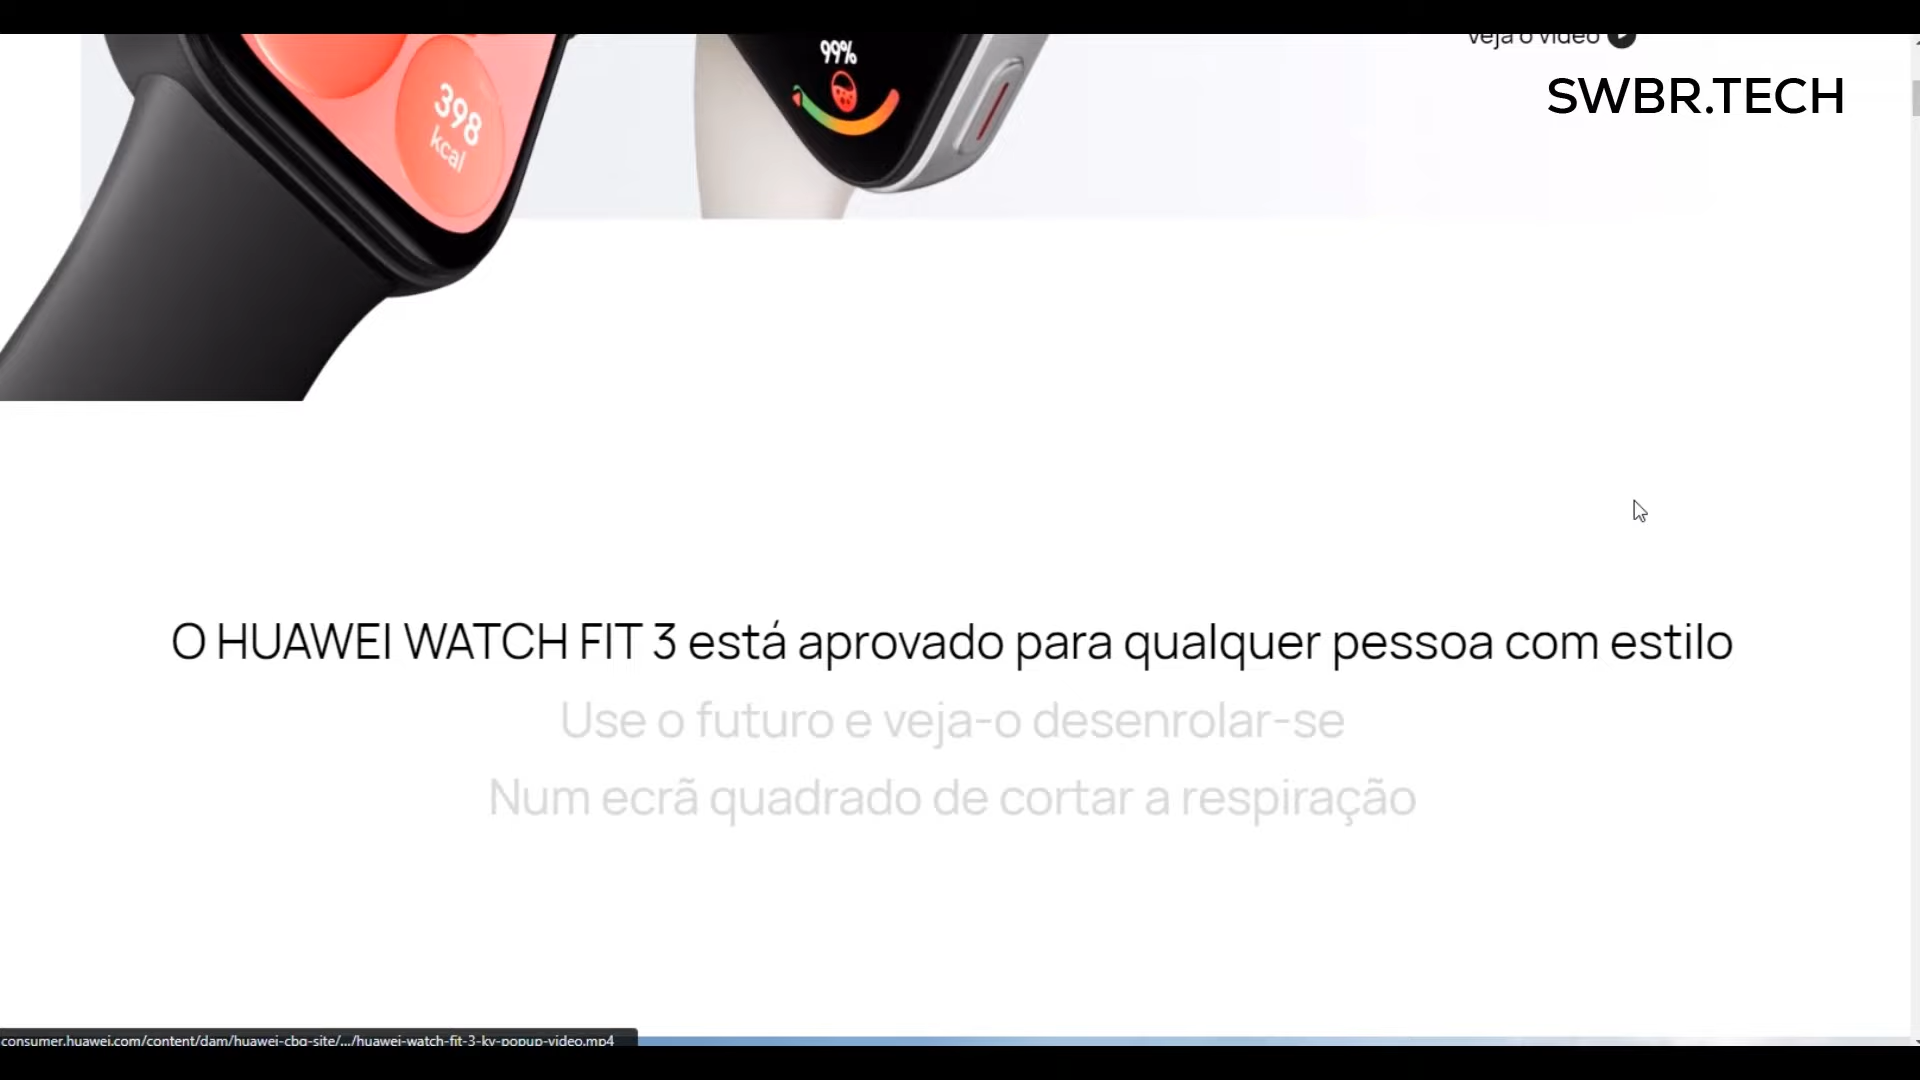 Veja o vídeo
SWBR.TECH
99%
398
kcal
O HUAWEI WATCH FIT 3 está aprovado para qualquer pessoa com estilo
Use o futuro e veja-o desenrolar-se
Num ecrã quadrado de cortar a respiração
consumer.huawei.com/content/dam/huawei-cbg-site/.../huawei-watch-fit-3-kv-popup-video.mp4